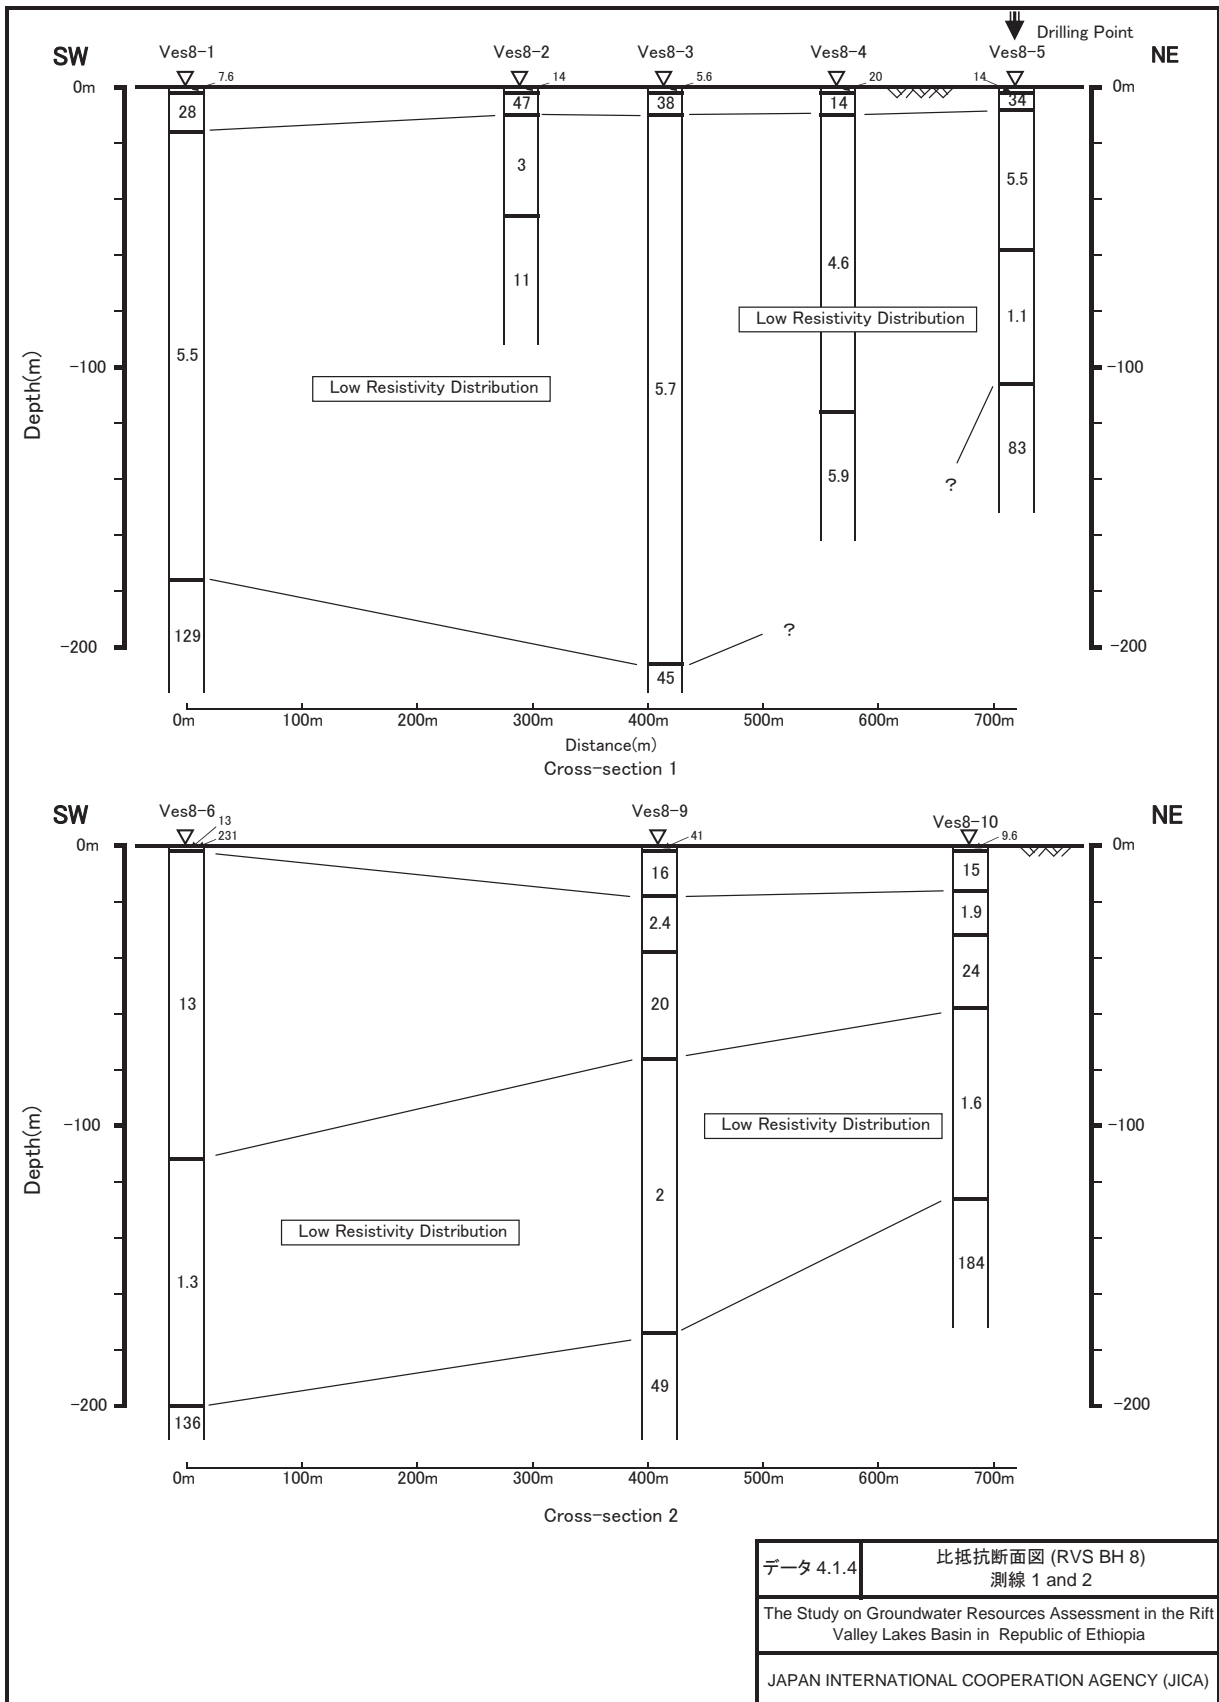 Drilling Point
SW Ves8-1 Ves8-2 Ves8-3 Ves8-4 Ves8-5 NE
7.6 14 5.6 20 14
0m 0m
28 47 38 14 34
3 5.5
11 4.6
Low Resistivity Distribution 1.1
5.5
-100 -100
Low Resistivity Distribution 5.7
Depth(m)
83
5.9
?
?
129
-200 -200
45
0m 100m 200m 300m 400m 500m 600m 700m
Distance(m)
Cross-section 1
SW Ves8-6 Ves8-9 Ves8-10 NE
13
231 41 9.6
0m 0m
16 15
2.4 1.9
24
13 20
1.6
-100 Low Resistivity Distribution -100
Depth(m)
2
Low Resistivity Distribution
184
1.3
49
-200 -200
136
0m 100m 200m 300m 400m 500m 600m 700m
Cross-section 2
データ 4.1.4
比抵抗断面図 (RVS BH 8)
測線 1 and 2
The Study on Groundwater Resources Assessment in the Rift
Valley Lakes Basin in Republic of Ethiopia
JAPAN INTERNATIONAL COOPERATION AGENCY (JICA)